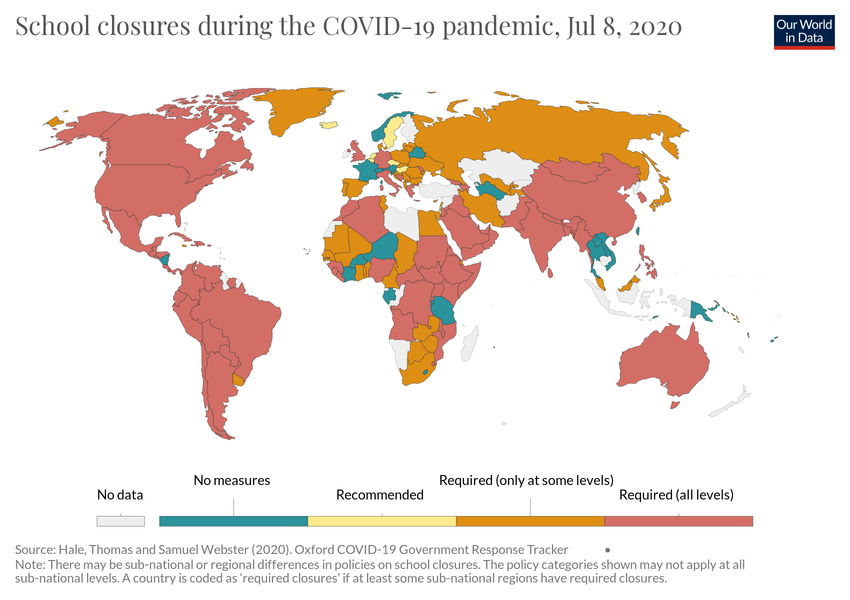 School closures during the COVID-19 pandemic, Jul 8, 2020
Our World
in Data
No data
No measures
Recommended
Required (only at some levels)
Required (all levels)
Source: Hale, Thomas and Samuel Webster (2020). Oxford COVID-19 Government Response Tracker •
Note: There may be sub-national or regional differences in policies on school closures. The policy categories shown may not apply at all
sub-national levels. A country is coded as 'required closures' if at least some sub-national regions have required closures.